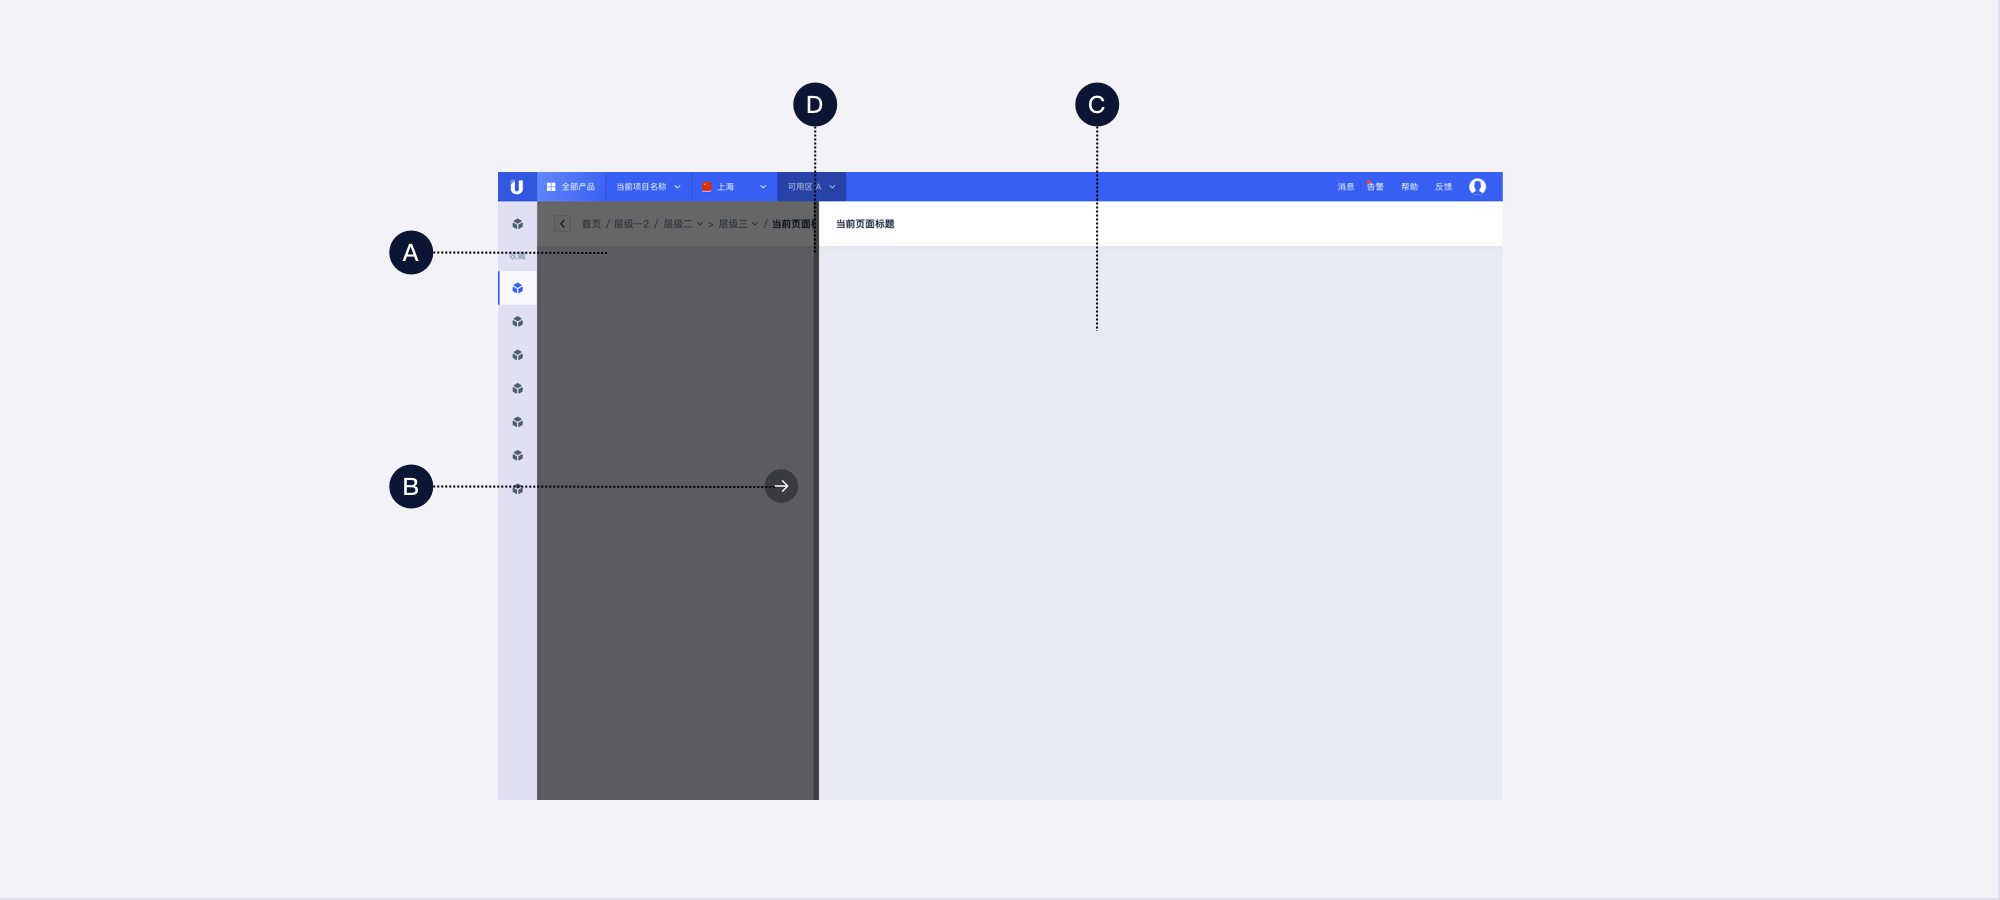 D
C
U 全部产品 当前项目名称 上海 可用区 A 消息 告警 帮助 反馈
首页 / 层级一2 / 层级二 > 层级三 / 当前页面
当前页面标题
A
收藏
B